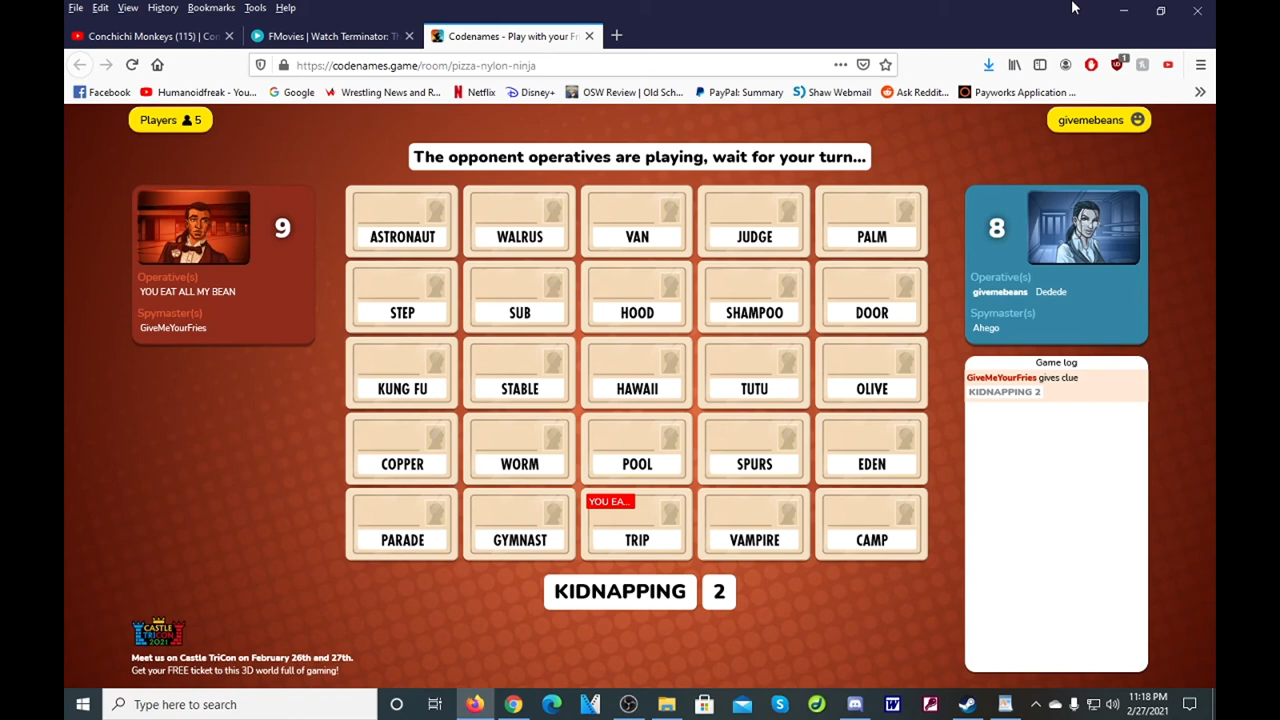 File Edit View History Bookmarks Tools Help
Conchichi Monkeys (115) | Con
FMovies | Watch Terminator: Th
Codenames - Play with your Fri
https://codenames.game/room/pizza-nylon-ninja
Facebook Humanoidfreak - You... Google Wrestling News and R... Netflix Disney+ OSW Review | Old Sch... PayPal: Summary Shaw Webmail Ask Reddit... Payworks Application ...
Players 5
givemebeans
The opponent operatives are playing, wait for your turn...
9
Operative(s)
YOU EAT ALL MY BEAN
Spymaster(s)
GiveMeYourFries
ASTRONAUT WALRUS VAN JUDGE PALM
STEP SUB HOOD SHAMPOO DOOR
KUNG FU STABLE HAWAII TUTU OLIVE
COPPER WORM POOL SPURS EDEN
YOU EA...
PARADE GYMNAST TRIP VAMPIRE CAMP
KIDNAPPING 2
8
Operative(s)
givemebeans Dedede
Spymaster(s)
Ahego
Game log
GiveMeYourFries gives clue
KIDNAPPING 2
CASTLE
TRICON
2021
Meet us on Castle TriCon on February 26th and 27th.
Get your FREE ticket to this 3D world full of gaming!
Type here to search
11:18 PM
2/27/2021